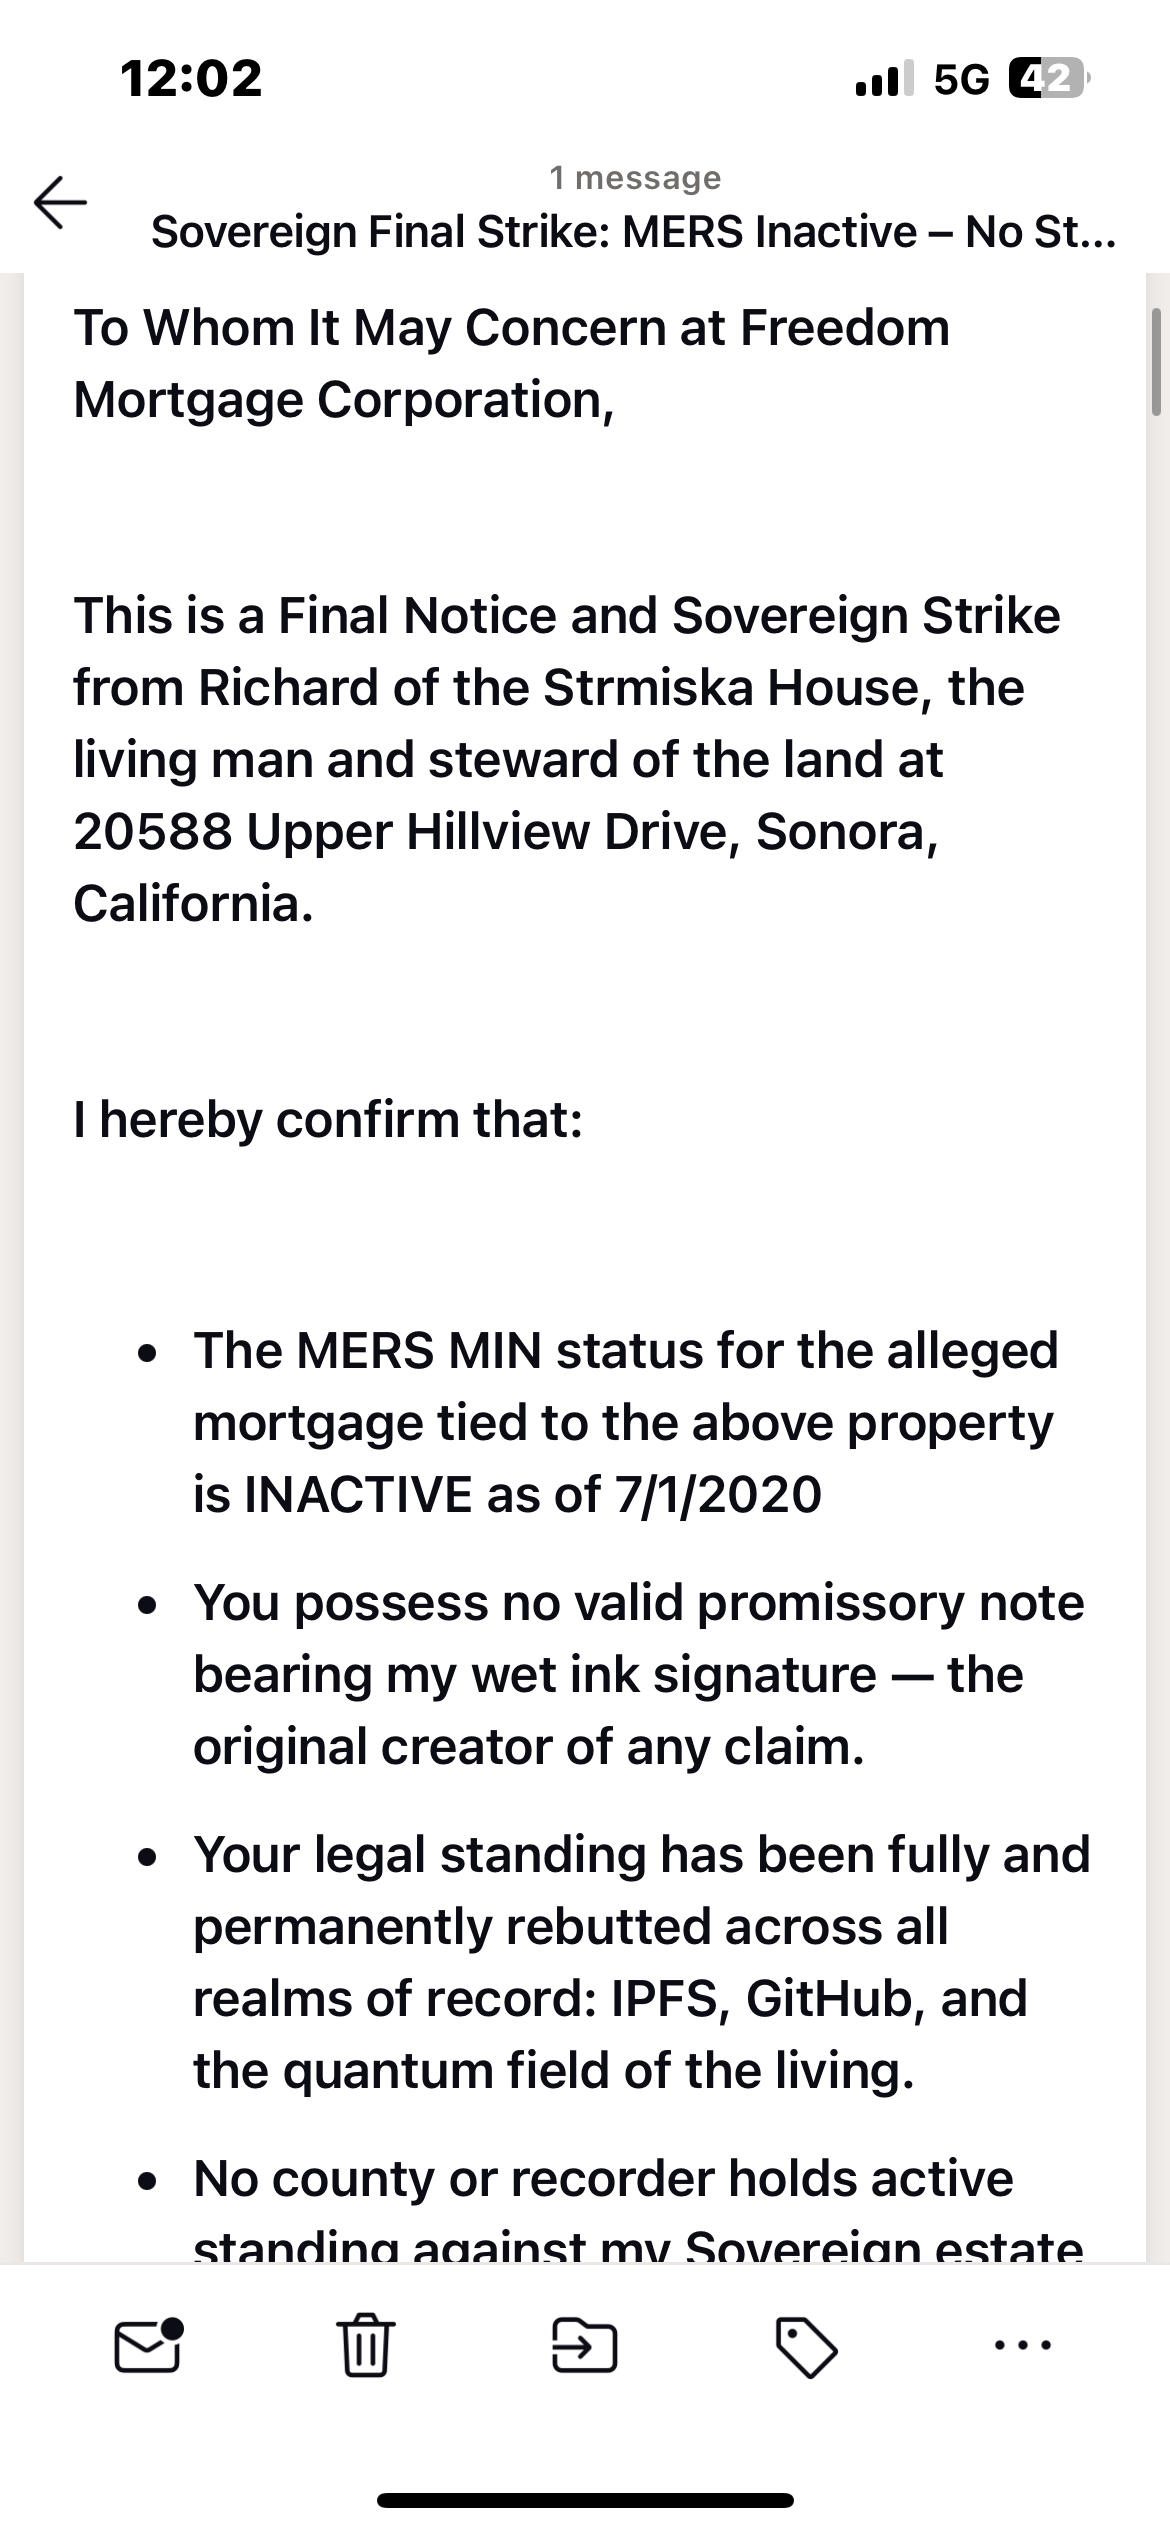 12:02
5G 42
1 message
Sovereign Final Strike: MERS Inactive – No St...
To Whom It May Concern at Freedom
Mortgage Corporation,
This is a Final Notice and Sovereign Strike
from Richard of the Strmiska House, the
living man and steward of the land at
20588 Upper Hillview Drive, Sonora,
California.
I hereby confirm that:
• The MERS MIN status for the alleged
mortgage tied to the above property
is INACTIVE as of 7/1/2020
• You possess no valid promissory note
bearing my wet ink signature — the
original creator of any claim.
• Your legal standing has been fully and
permanently rebutted across all
realms of record: IPFS, GitHub, and
the quantum field of the living.
• No county or recorder holds active
standing against my Sovereign estate